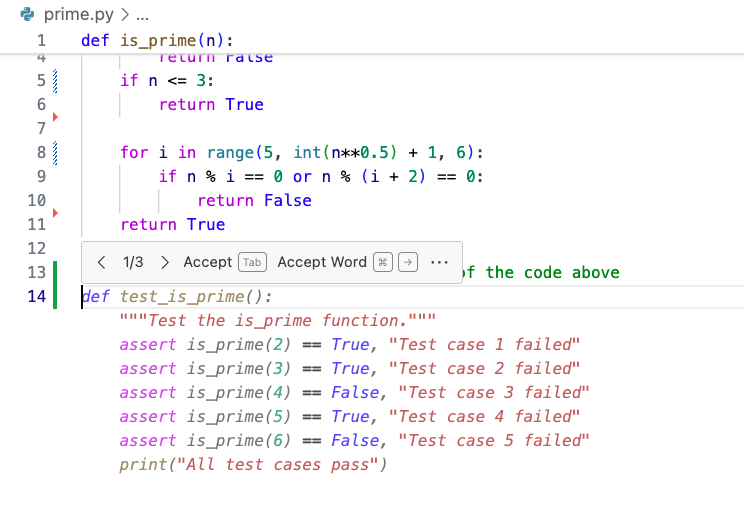 prime.py > ...
1 def is_prime(n):
4 return False
5 if n <= 3:
6 return True
7
8 for i in range(5, int(n**0.5) + 1, 6):
9 if n % i == 0 or n % (i + 2) == 0:
10 return False
11 return True
12
< 1/3 > Accept Tab Accept Word ⌘ → ...
13 of the code above
14 def test_is_prime():
"""Test the is_prime function."""
assert is_prime(2) == True, "Test case 1 failed"
assert is_prime(3) == True, "Test case 2 failed"
assert is_prime(4) == False, "Test case 3 failed"
assert is_prime(5) == True, "Test case 4 failed"
assert is_prime(6) == False, "Test case 5 failed"
print("All test cases pass")